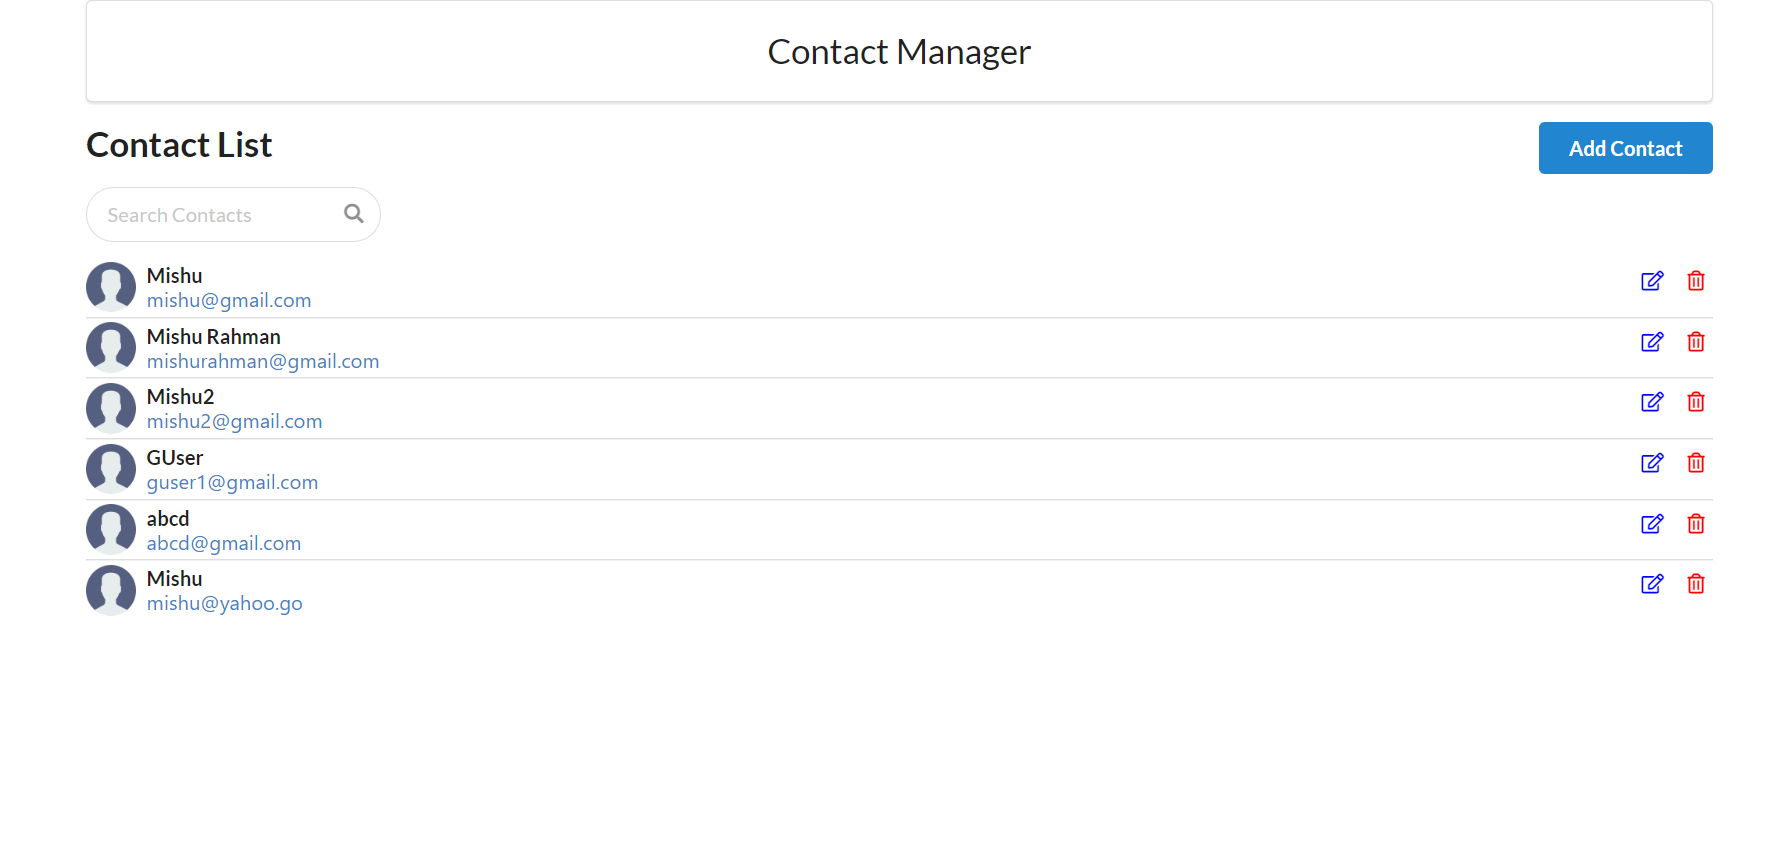 Contact Manager
Contact List
Add Contact
Search Contacts
Mishu
mishu@gmail.com
Mishu Rahman
mishurahman@gmail.com
Mishu2
mishu2@gmail.com
GUser
guser1@gmail.com
abcd
abcd@gmail.com
Mishu
mishu@yahoo.go